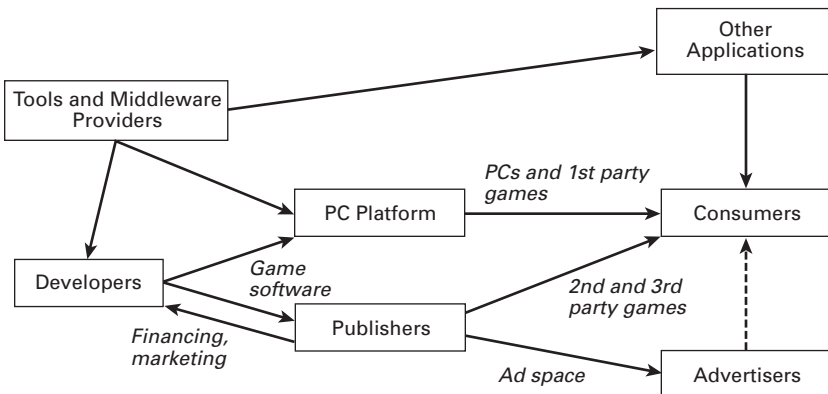 Other
Applications
Tools and Middleware
Providers
PCs and 1st party
games
PC Platform
Consumers
Developers
Game
software
2nd and 3rd
party games
Publishers
Financing,
marketing
Ad space
Advertisers